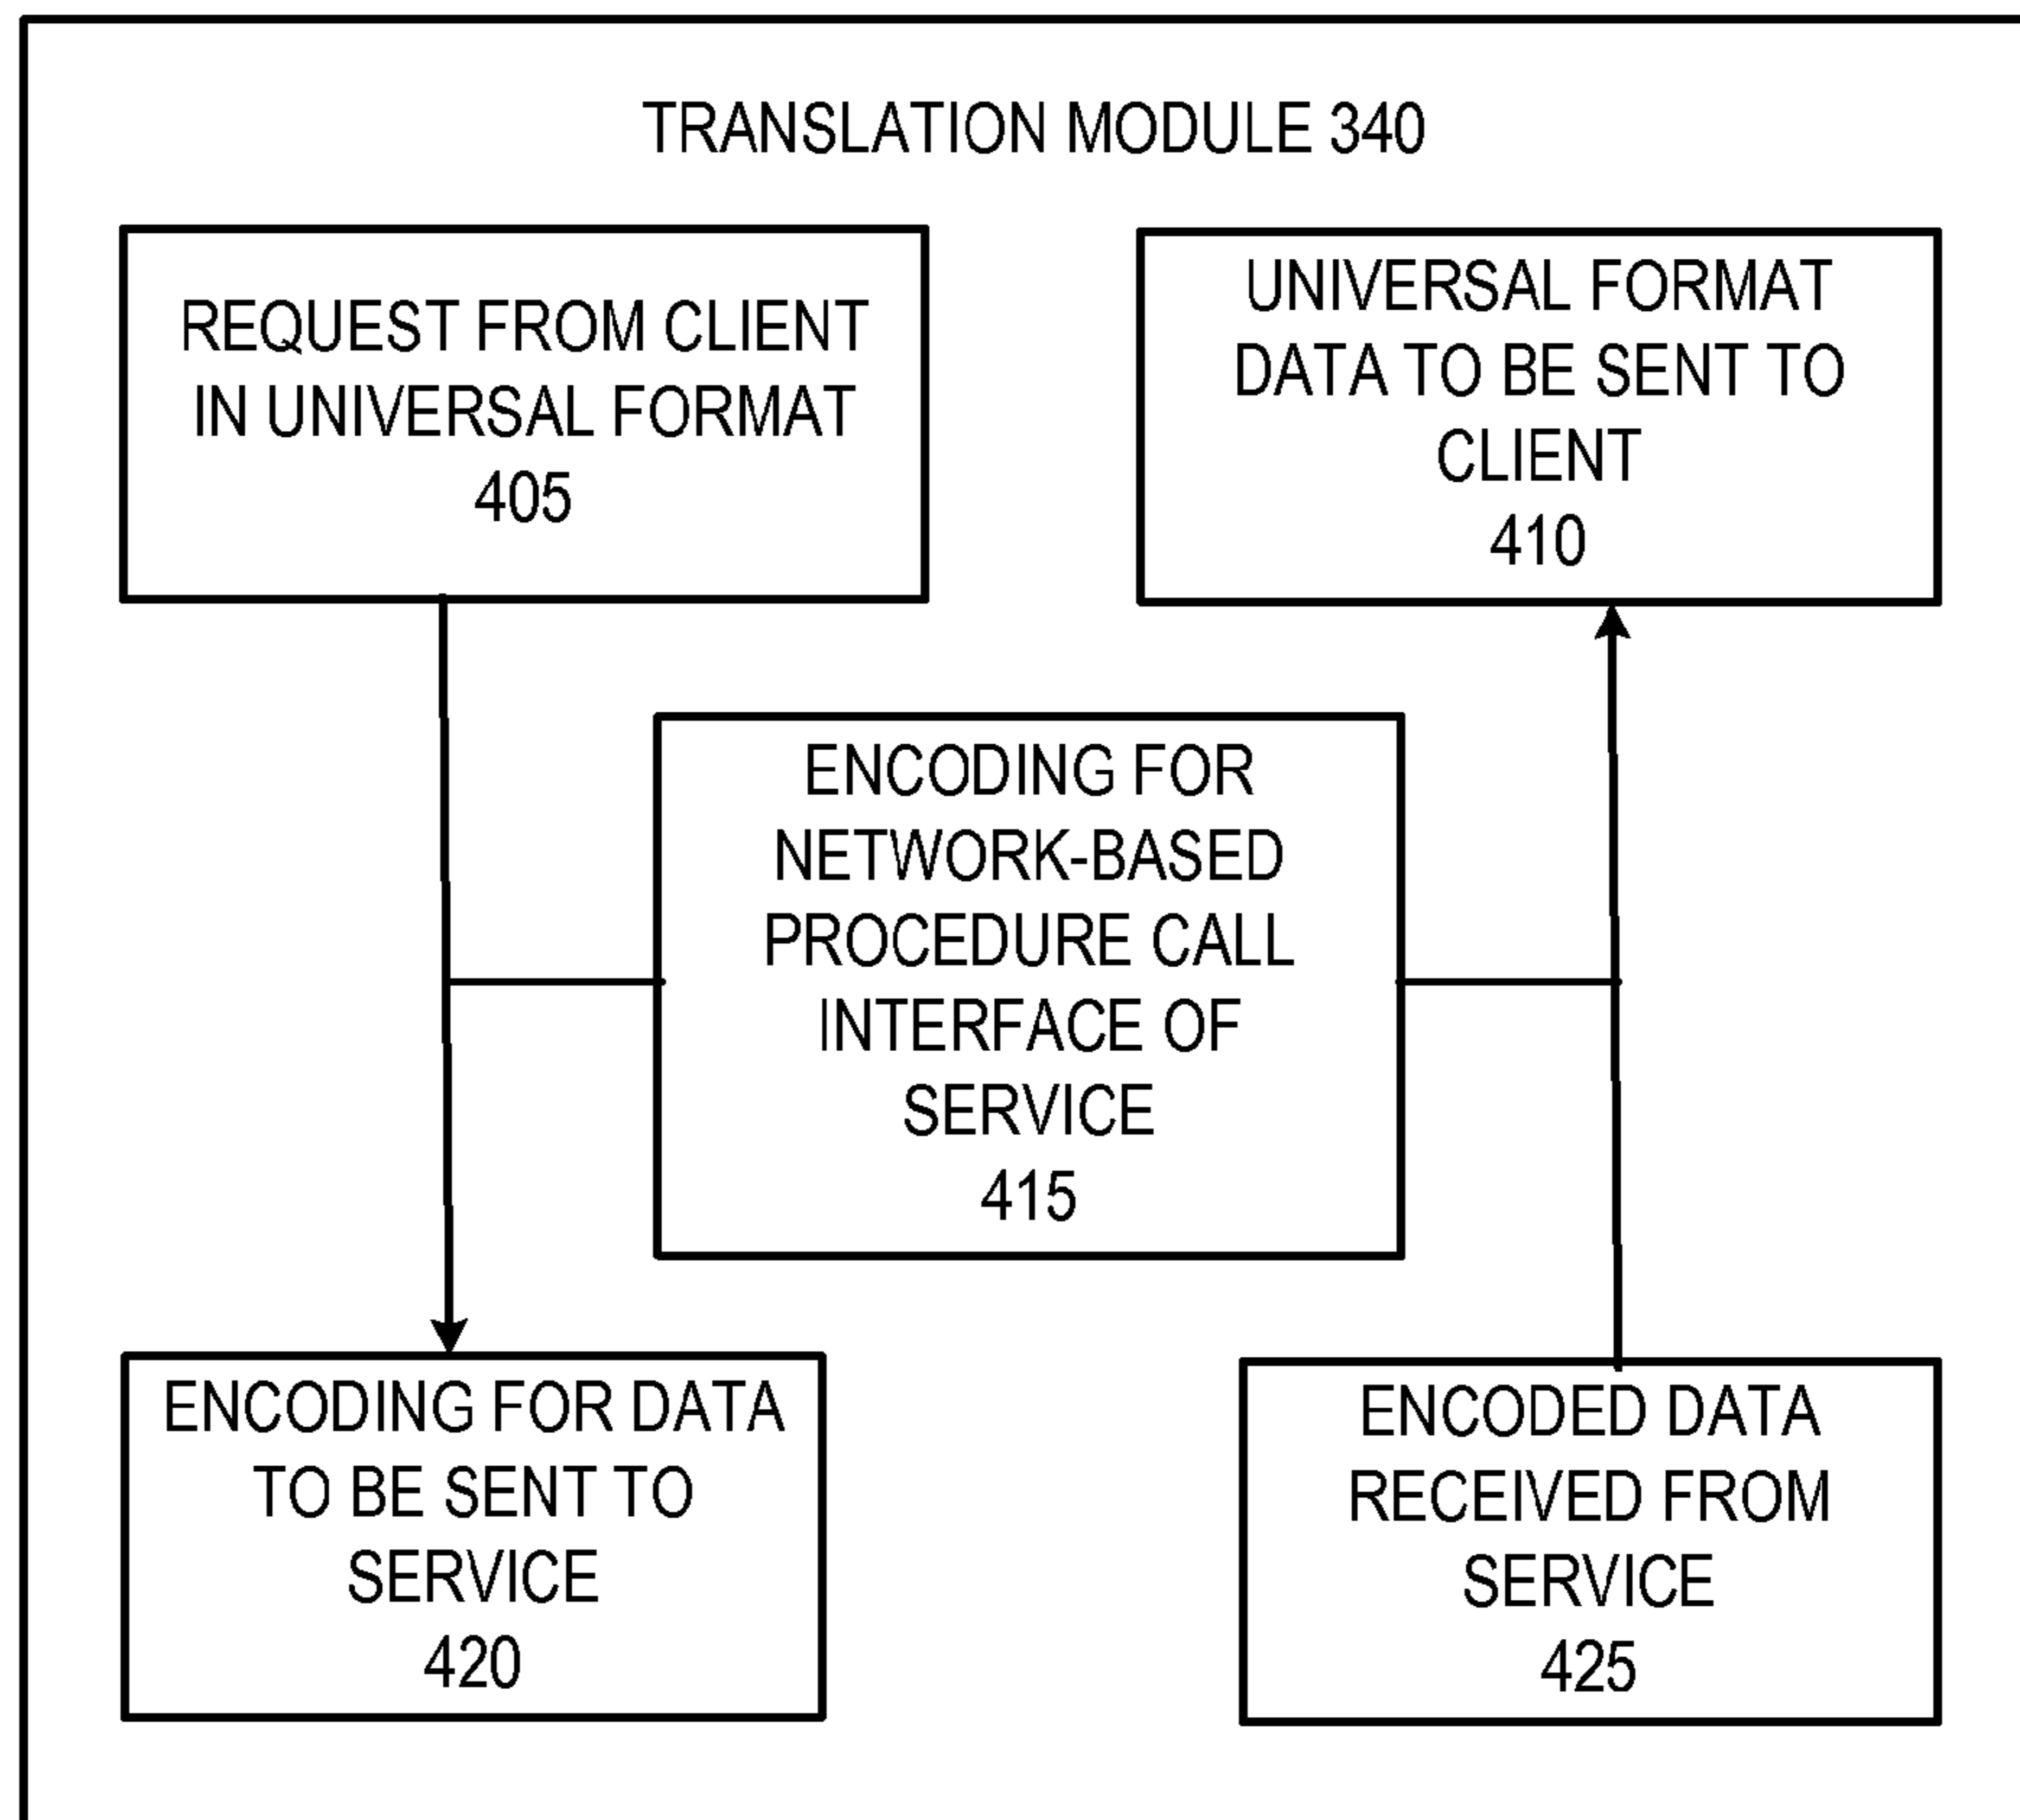 TRANSLATION MODULE 340
REQUEST FROM CLIENT
IN UNIVERSAL FORMAT
405
UNIVERSAL FORMAT
DATA TO BE SENT TO
CLIENT
410
ENCODING FOR
NETWORK-BASED
PROCEDURE CALL
INTERFACE OF
SERVICE
415
ENCODING FOR DATA
TO BE SENT TO
SERVICE
420
ENCODED DATA
RECEIVED FROM
SERVICE
425